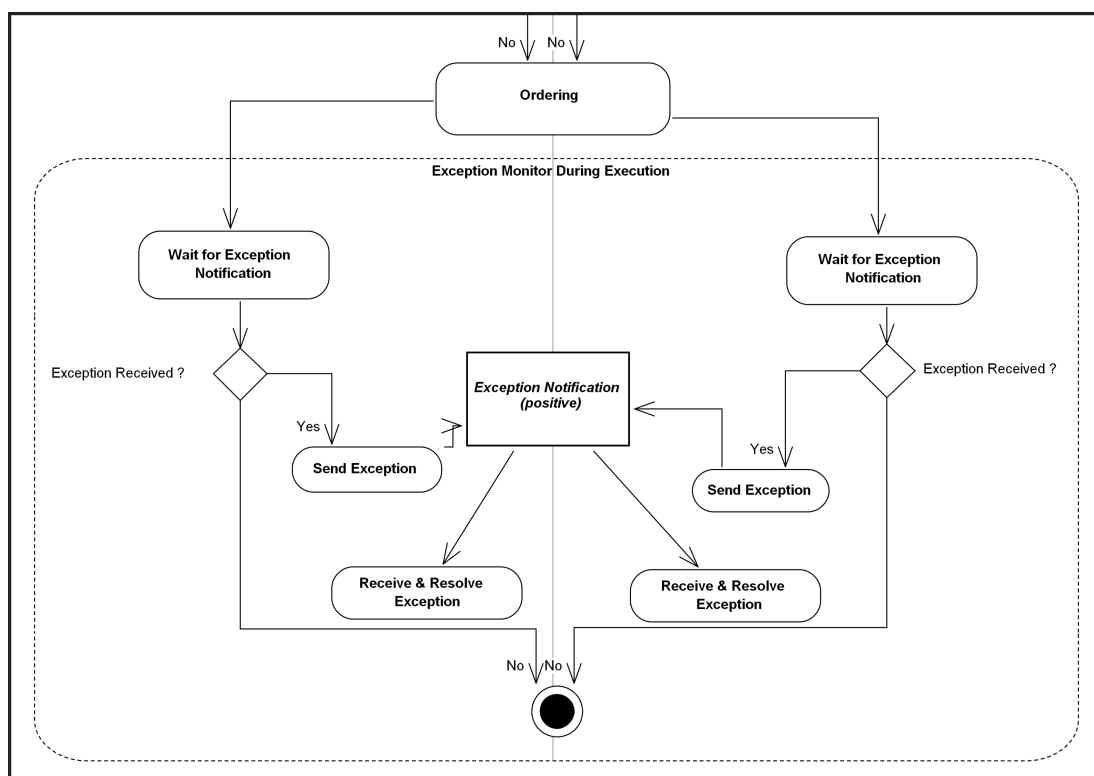 No
No
Ordering
Exception Monitor During Execution
Wait for Exception
Notification
Wait for Exception
Notification
Exception Received ?
Exception Received ?
Exception Notification
(positive)
Yes
Send Exception
Yes
Send Exception
Receive & Resolve
Exception
Receive & Resolve
Exception
No
No